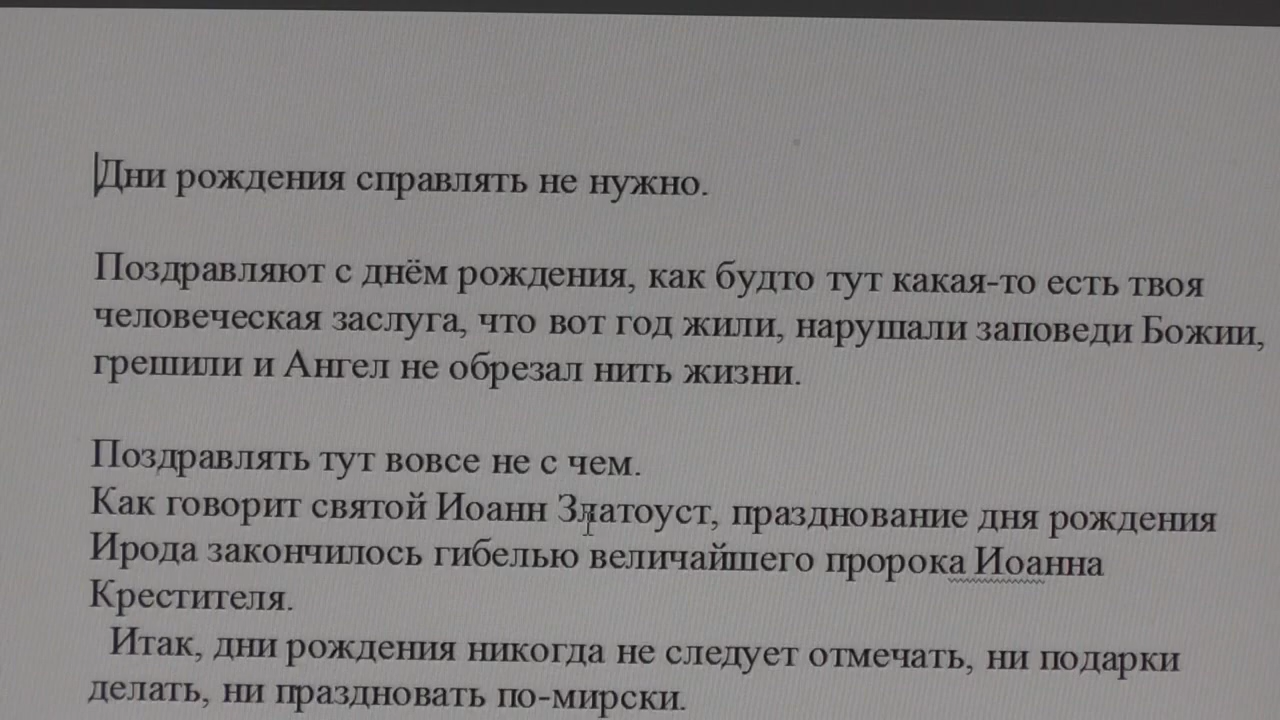 Дни рождения справлять не нужно.
Поздравляют с днём рождения, как будто тут какая-то есть твоя
человеческая заслуга, что вот год жили, нарушали заповеди Божии,
грешили и Ангел не обрезал нить жизни.
Поздравлять тут вовсе не с чем.
Как говорит святой Иоанн Златоуст, празднование дня рождения
Ирода закончилось гибелью величайшего пророка Иоанна
Крестителя.
Итак, дни рождения никогда не следует отмечать, ни подарки
делать, ни праздновать по-мирски.